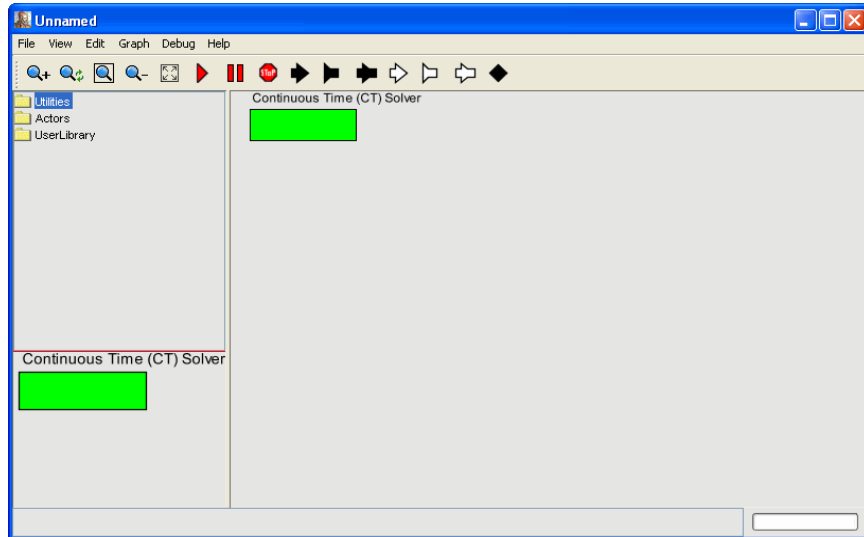 Unnamed
File View Edit Graph Debug Help
STOP
Utilities
Actors
UserLibrary
Continuous Time (CT) Solver
Continuous Time (CT) Solver